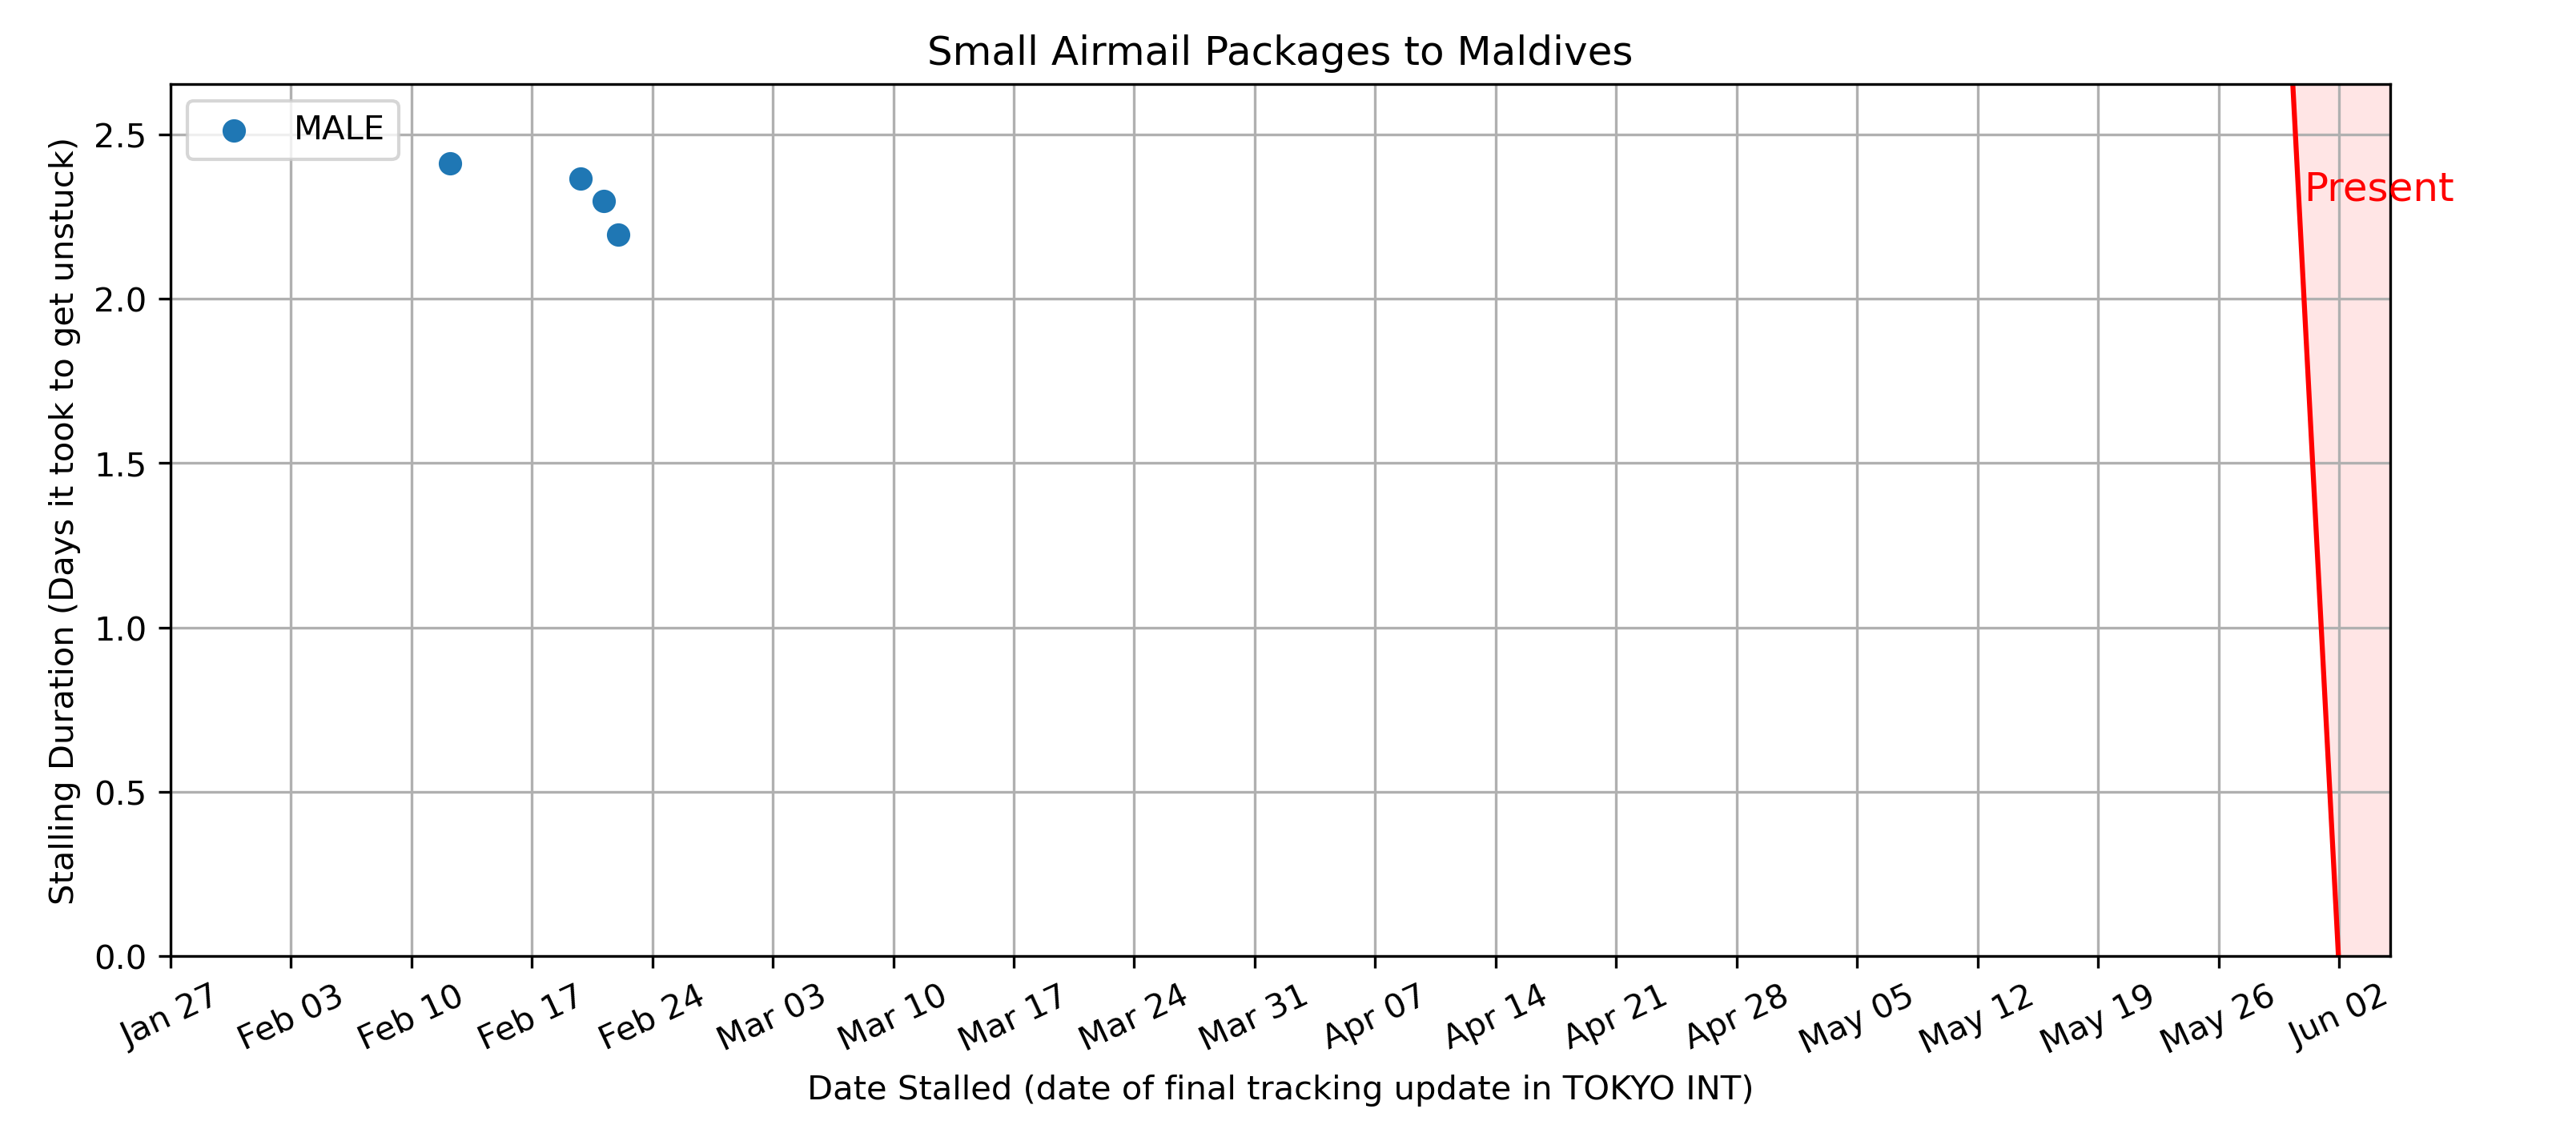 Small Airmail Packages to Maldives
MALE
Present
Stalling Duration (Days it took to get unstuck)
2.5
2.0
1.5
1.0
0.5
0.0
Jan 27 Feb 03 Feb 10 Feb 17 Feb 24 Mar 03 Mar 10 Mar 17 Mar 24 Mar 31 Apr 07 Apr 14 Apr 21 Apr 28 May 05 May 12 May 19 May 26 Jun 02
Date Stalled (date of final tracking update in TOKYO INT)